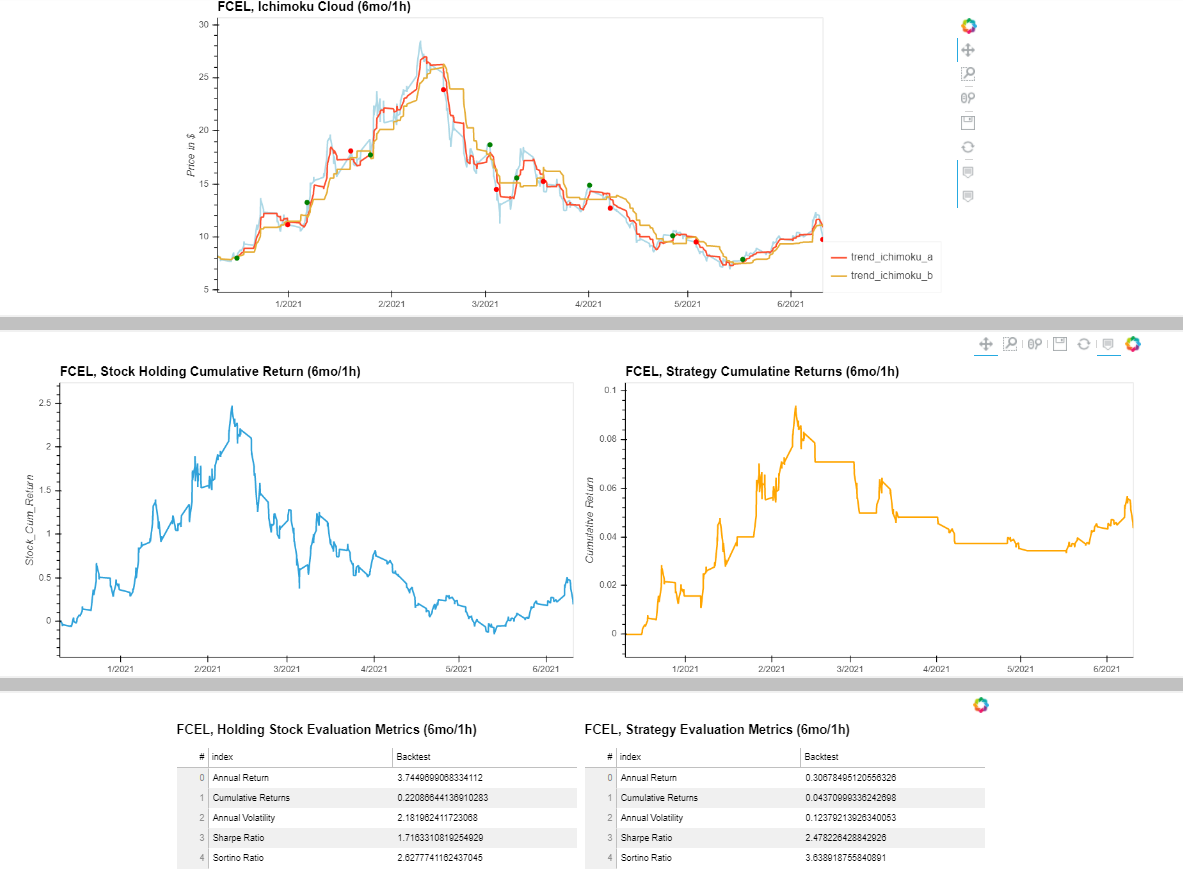 FCEL, Ichimoku Cloud (6mo/1h)
30
25
20
15
10
5
Price in $
1/2021 2/2021 3/2021 4/2021 5/2021 6/2021
trend_ichimoku_a
trend_ichimoku_b
FCEL, Stock Holding Cumulative Return (6mo/1h)
2.5
2
1.5
1
0.5
0
Stock_Cum_Return
1/2021 2/2021 3/2021 4/2021 5/2021 6/2021
FCEL, Strategy Cumulatine Returns (6mo/1h)
0.1
0.08
0.06
0.04
0.02
0
Cumulitive Return
1/2021 2/2021 3/2021 4/2021 5/2021 6/2021
FCEL, Holding Stock Evaluation Metrics (6mo/1h)
# index Backtest
0 Annual Return 3.7449699068334112
1 Cumulative Returns 0.22086644136910283
2 Annual Volatility 2.181962411723068
3 Sharpe Ratio 1.7163310819254929
4 Sortino Ratio 2.6277741162437045
FCEL, Strategy Evaluation Metrics (6mo/1h)
# index Backtest
0 Annual Return 0.30678495120556326
1 Cumulative Returns 0.04370999336242698
2 Annual Volatility 0.12379213926340053
3 Sharpe Ratio 2.478226428842926
4 Sortino Ratio 3.638918755840891